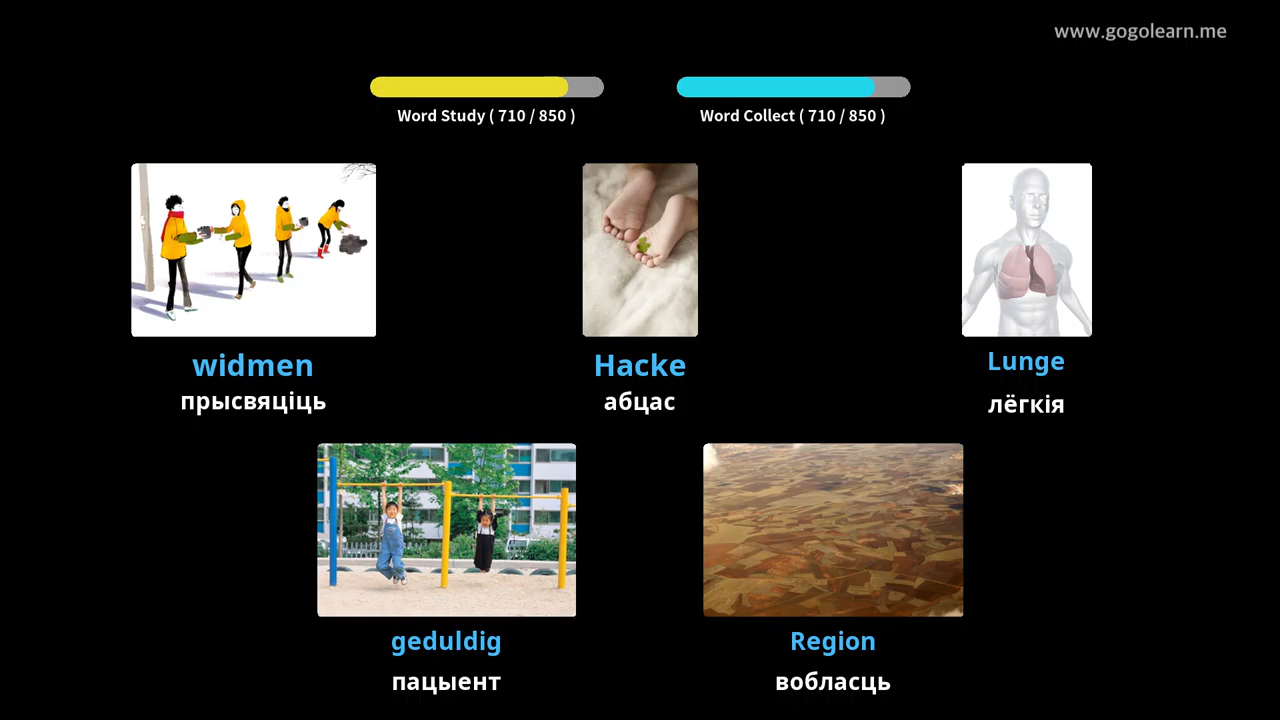 www.gogolearn.me
Word Study ( 710 / 850 )
Word Collect ( 710 / 850 )
widmen
прысвяціць
Hacke
абцас
Lunge
лёгкія
geduldig
пацыент
Region
вобласць